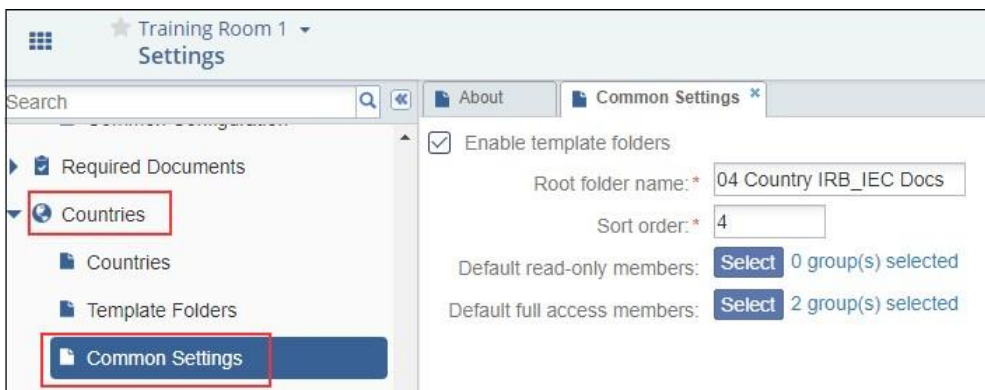 Training Room 1
Settings
Search
About
Common Settings
Required Documents
Countries
Countries
Template Folders
Common Settings
Enable template folders
Root folder name:* 04 Country IRB_IEC Docs
Sort order:* 4
Default read-only members: Select 0 group(s) selected
Default full access members: Select 2 group(s) selected